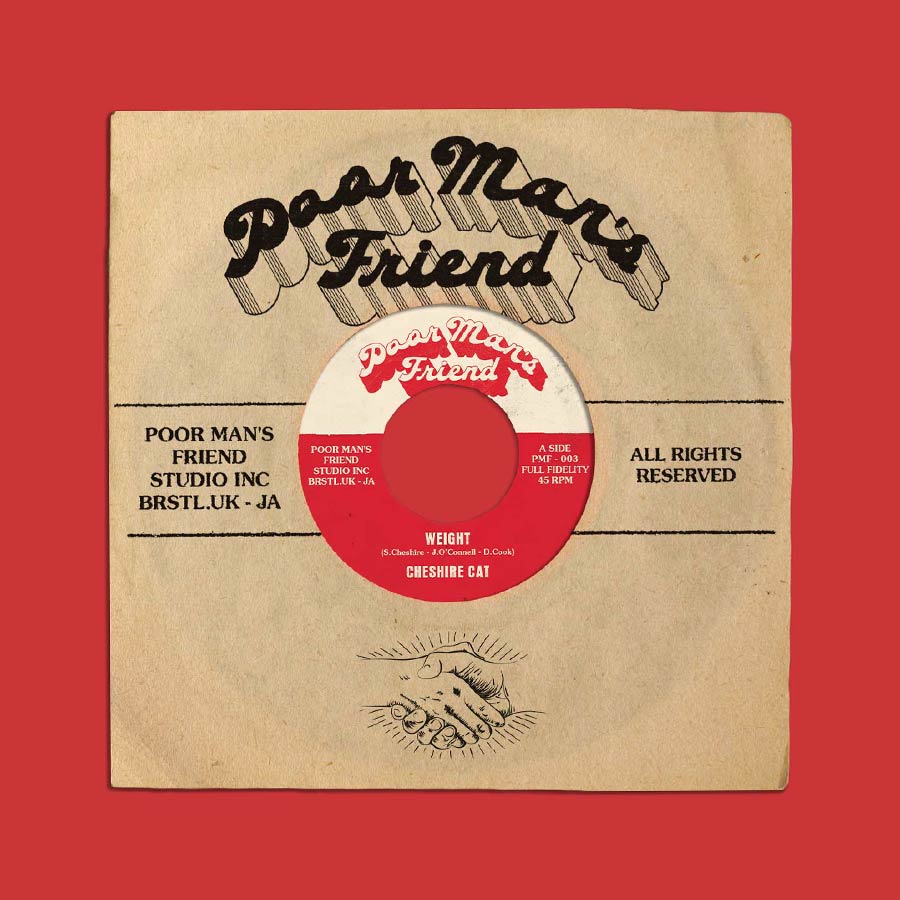 Poor Man's
Friend
Poor Man's
Friend
POOR MAN'S
FRIEND
STUDIO INC
BRSTL.UK - JA
POOR MAN'S
FRIEND
STUDIO INC
BRSTL.UK - JA
A SIDE
PMF - 003
FULL FIDELITY
45 RPM
ALL RIGHTS
RESERVED
WEIGHT
(S.Cheshire - J.O'Connell - D.Cook)
CHESHIRE CAT